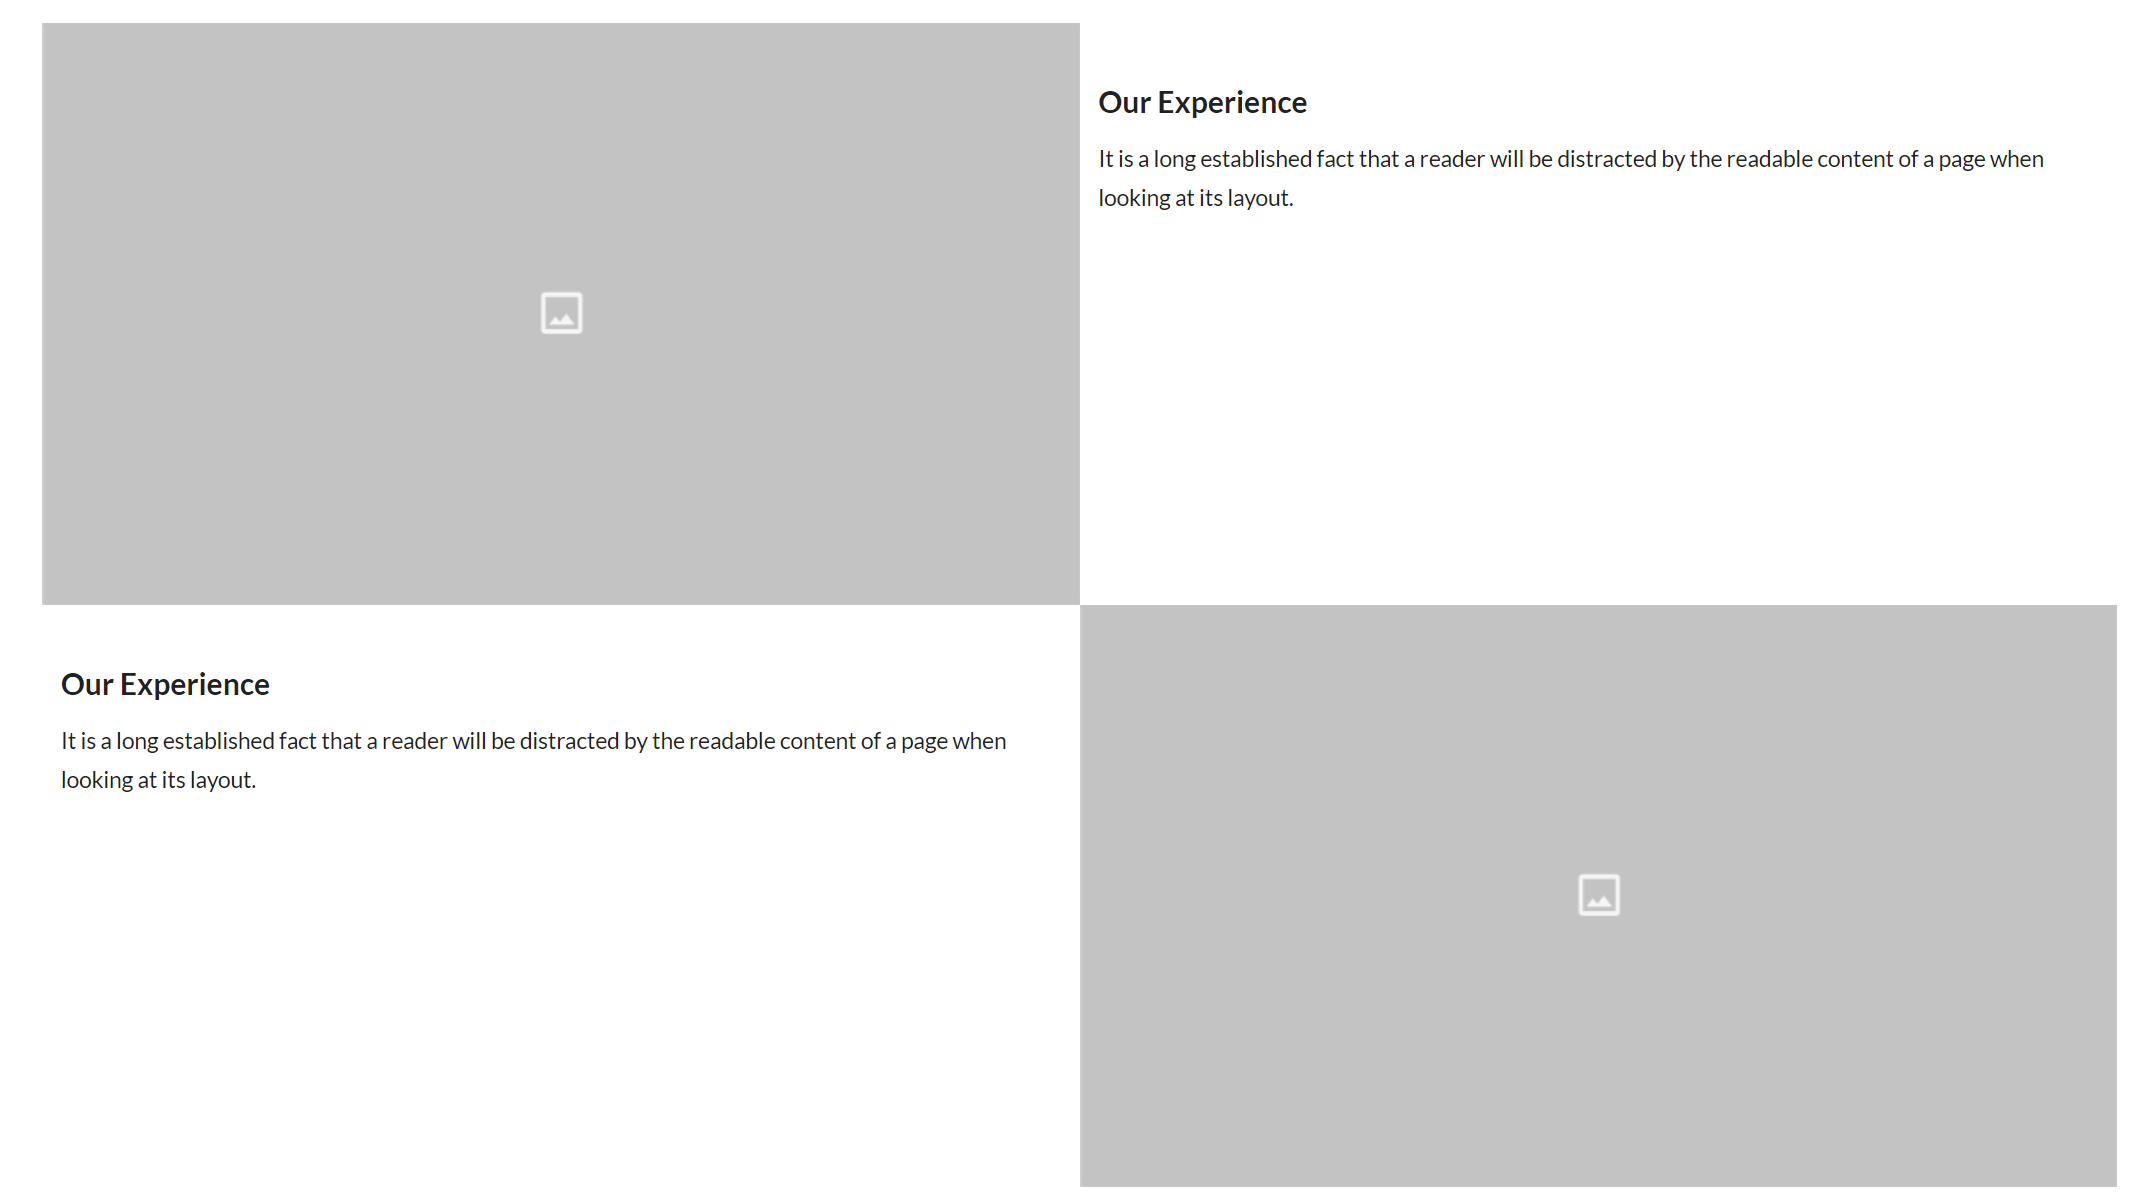 Our Experience
It is a long established fact that a reader will be distracted by the readable content of a page when
looking at its layout.
Our Experience
It is a long established fact that a reader will be distracted by the readable content of a page when
looking at its layout.